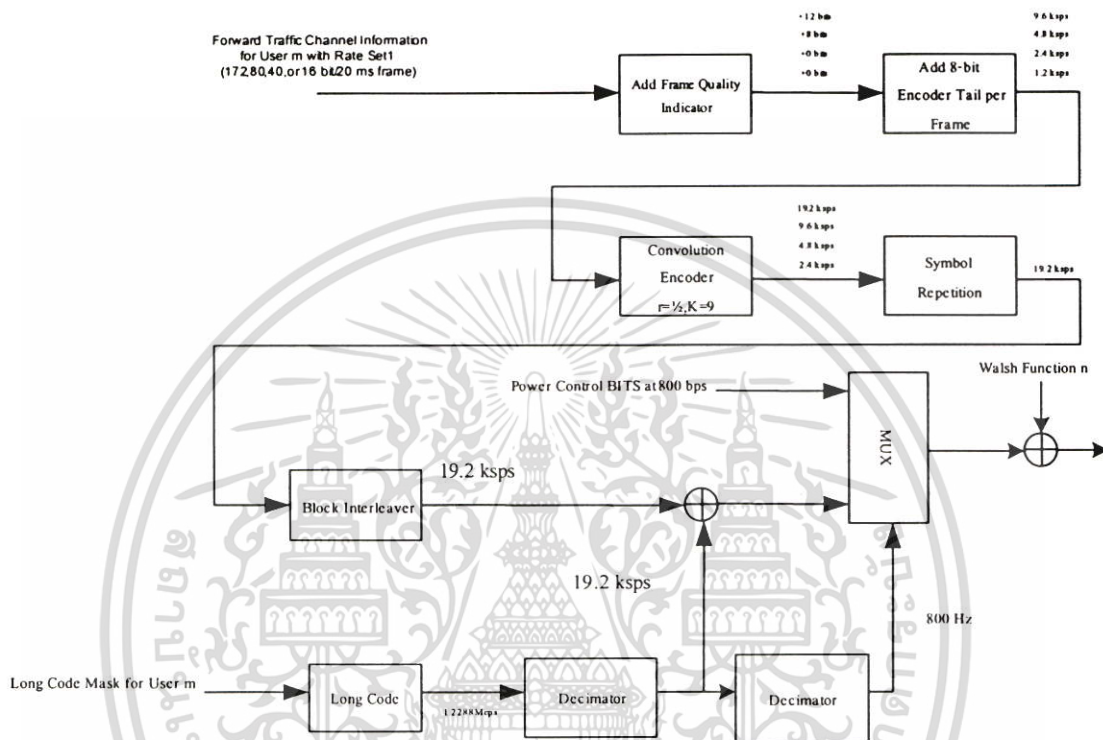 Forward Traffic Channel Information
for User m with Rate Set1
(172,80,40,or 16 bit/20 ms frame)
Add Frame Quality
Indicator
+12 bits
+8 bits
+0 bits
+0 bits
Add 8-bit
Encoder Tail per
Frame
9.6 ksps
4.8 ksps
2.4 ksps
1.2 ksps
Convolution
Encoder
r=½,K=9
19.2 ksps
9.6 ksps
4.8 ksps
2.4 ksps
Symbol
Repetition
19.2 ksps
Power Control BITS at 800 bps
MUX
Walsh Function n
Block Interleaver
19.2 ksps
19.2 ksps
800 Hz
Long Code Mask for User m
Long Code
1.2288Mcps
Decimator
Decimator